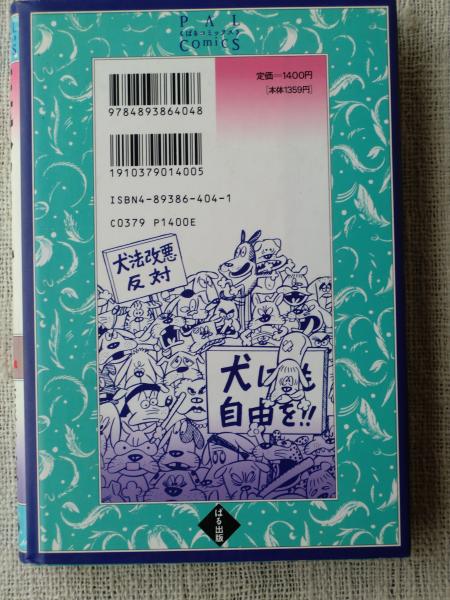 PAL
ぱるコミックス
COMICS
9784893864048
1910379014005
ISBN4-89386-404-1
C0379 P1400E
定価=1400円
[本体1359円]
犬法改悪
反対
犬にも
自由を!!
ぱる出版